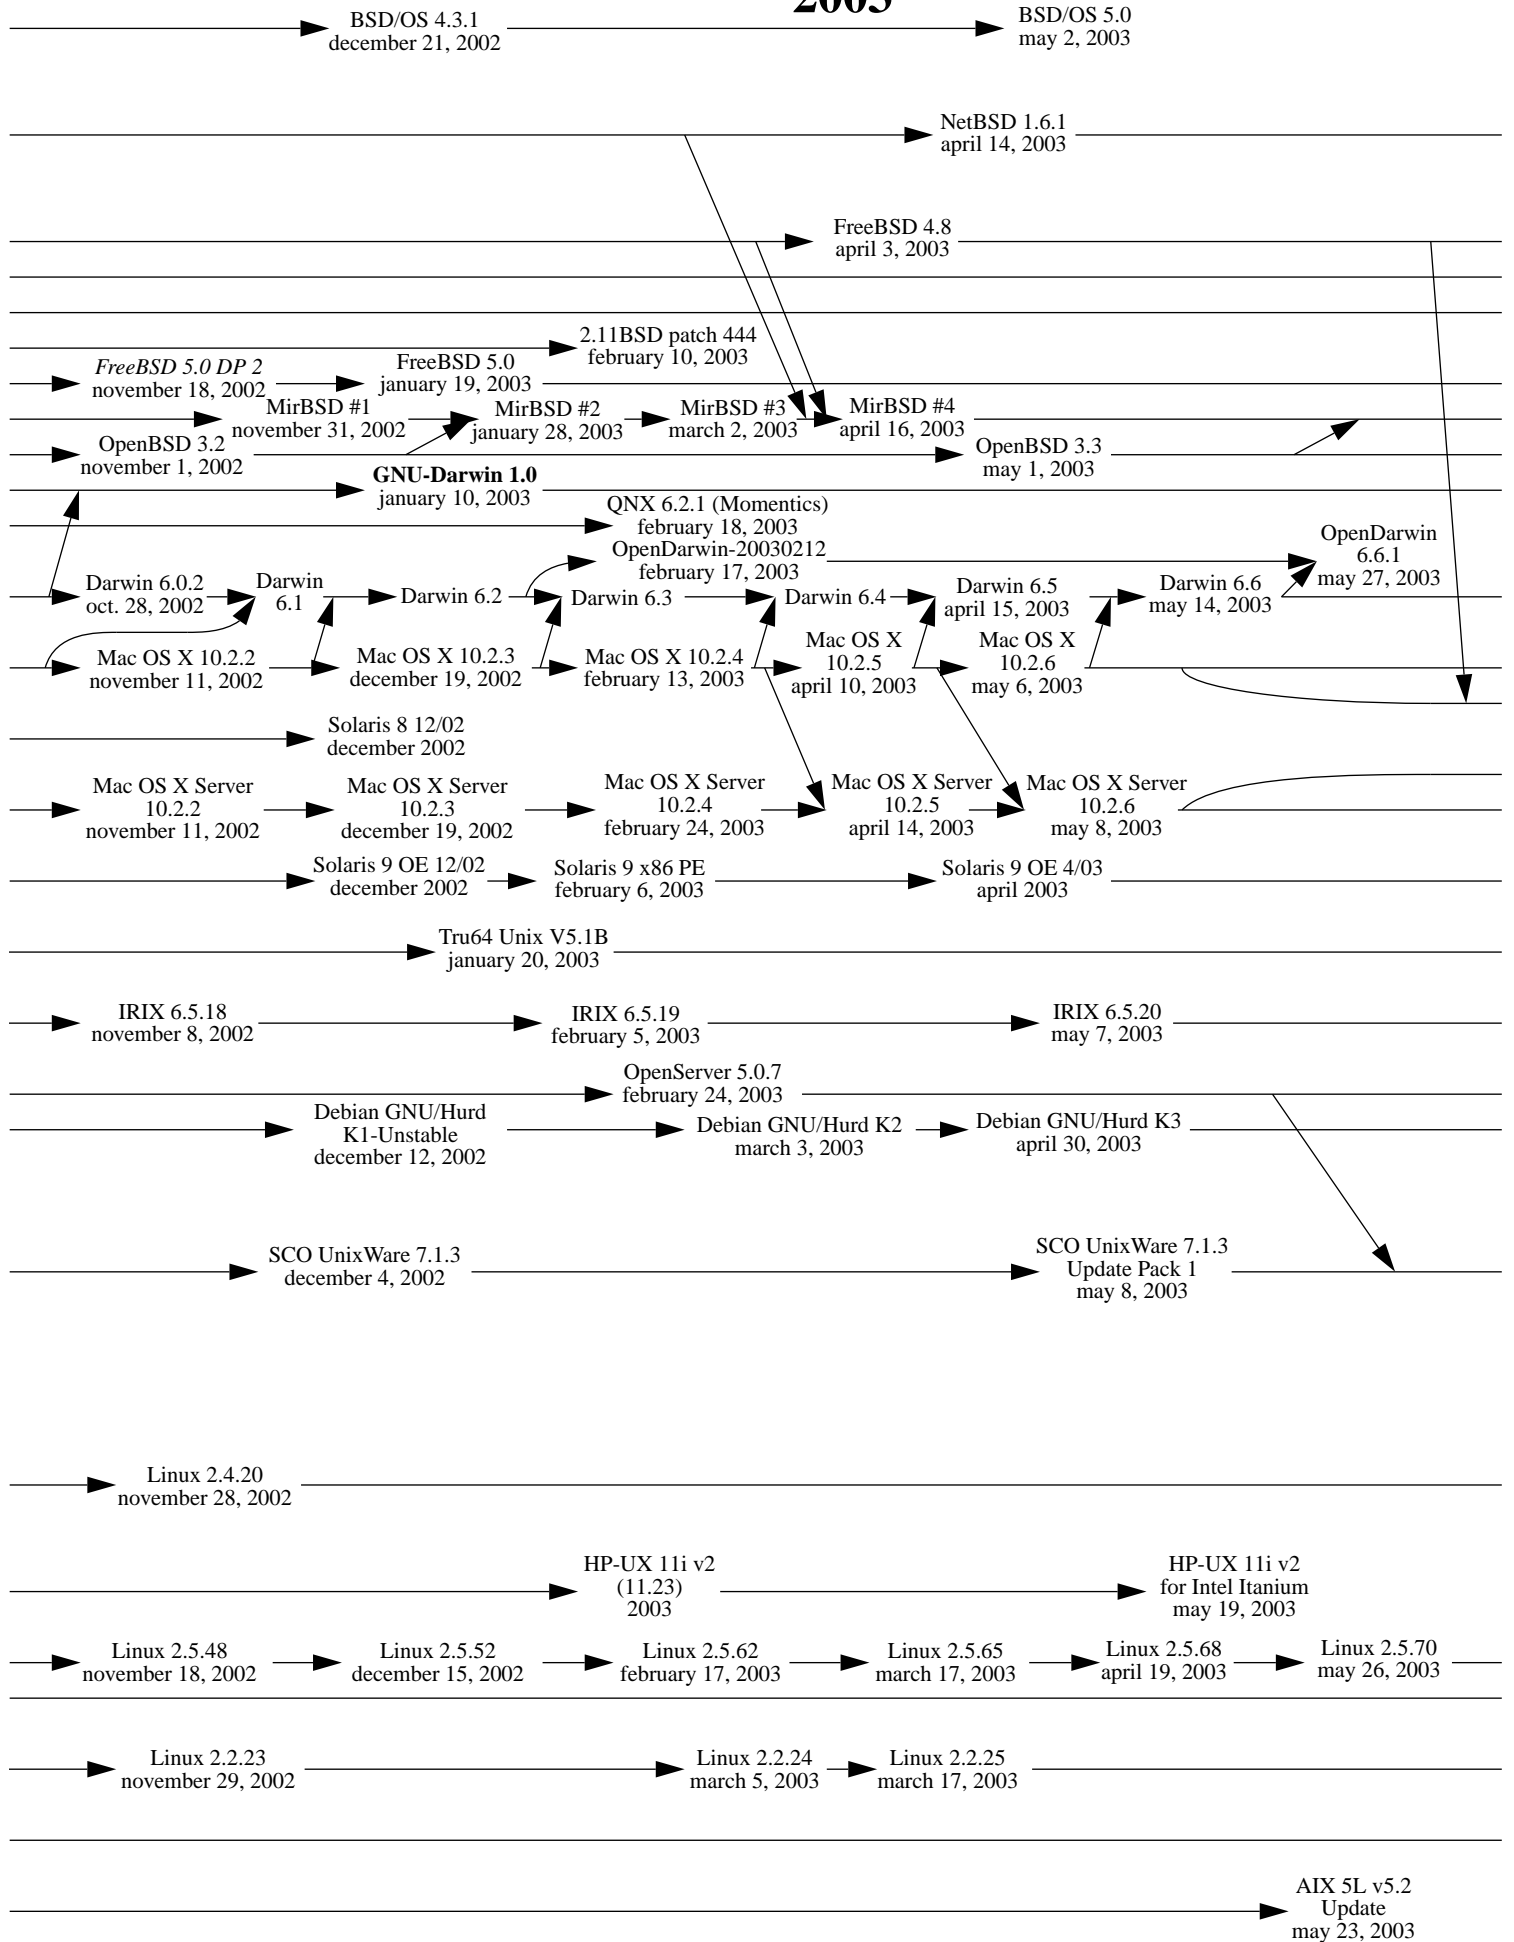 2003
BSD/OS 4.3.1
december 21, 2002
BSD/OS 5.0
may 2, 2003
NetBSD 1.6.1
april 14, 2003
FreeBSD 4.8
april 3, 2003
2.11BSD patch 444
february 10, 2003
FreeBSD 5.0 DP 2
november 18, 2002
FreeBSD 5.0
january 19, 2003
MirBSD #1
november 31, 2002
MirBSD #2
january 28, 2003
MirBSD #3
march 2, 2003
MirBSD #4
april 16, 2003
OpenBSD 3.2
november 1, 2002
OpenBSD 3.3
may 1, 2003
GNU-Darwin 1.0
january 10, 2003
QNX 6.2.1 (Momentics)
february 18, 2003
OpenDarwin-20030212
february 17, 2003
OpenDarwin
6.6.1
may 27, 2003
Darwin 6.0.2
oct. 28, 2002
Darwin
6.1
Darwin 6.2
Darwin 6.3
Darwin 6.4
Darwin 6.5
april 15, 2003
Darwin 6.6
may 14, 2003
Mac OS X 10.2.2
november 11, 2002
Mac OS X 10.2.3
december 19, 2002
Mac OS X 10.2.4
february 13, 2003
Mac OS X
10.2.5
april 10, 2003
Mac OS X
10.2.6
may 6, 2003
Solaris 8 12/02
december 2002
Mac OS X Server
10.2.2
november 11, 2002
Mac OS X Server
10.2.3
december 19, 2002
Mac OS X Server
10.2.4
february 24, 2003
Mac OS X Server
10.2.5
april 14, 2003
Mac OS X Server
10.2.6
may 8, 2003
Solaris 9 OE 12/02
december 2002
Solaris 9 x86 PE
february 6, 2003
Solaris 9 OE 4/03
april 2003
Tru64 Unix V5.1B
january 20, 2003
IRIX 6.5.18
november 8, 2002
IRIX 6.5.19
february 5, 2003
IRIX 6.5.20
may 7, 2003
OpenServer 5.0.7
february 24, 2003
Debian GNU/Hurd
K1-Unstable
december 12, 2002
Debian GNU/Hurd K2
march 3, 2003
Debian GNU/Hurd K3
april 30, 2003
SCO UnixWare 7.1.3
december 4, 2002
SCO UnixWare 7.1.3
Update Pack 1
may 8, 2003
Linux 2.4.20
november 28, 2002
HP-UX 11i v2
(11.23)
2003
HP-UX 11i v2
for Intel Itanium
may 19, 2003
Linux 2.5.48
november 18, 2002
Linux 2.5.52
december 15, 2002
Linux 2.5.62
february 17, 2003
Linux 2.5.65
march 17, 2003
Linux 2.5.68
april 19, 2003
Linux 2.5.70
may 26, 2003
Linux 2.2.23
november 29, 2002
Linux 2.2.24
march 5, 2003
Linux 2.2.25
march 17, 2003
AIX 5L v5.2
Update
may 23, 2003